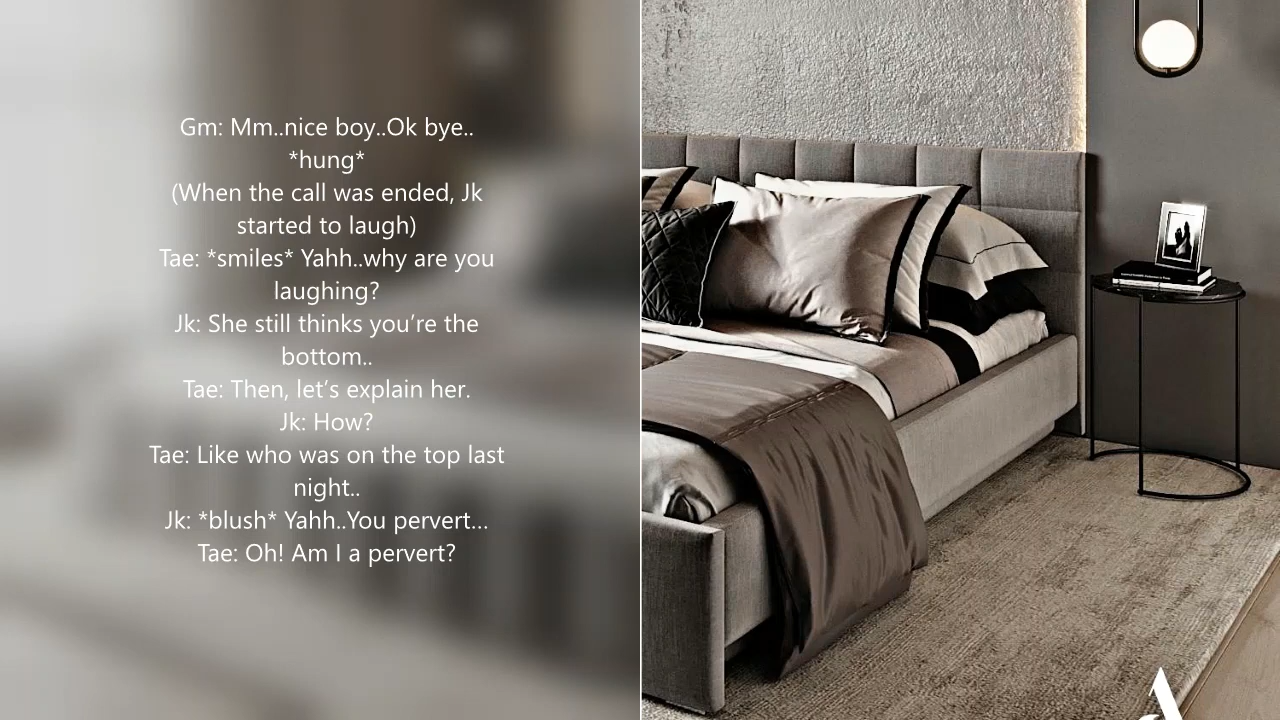 Gm: Mm..nice boy..Ok bye..
*hung*
(When the call was ended, Jk
started to laugh)
Tae: *smiles* Yahh..why are you
laughing?
Jk: She still thinks you’re the
bottom..
Tae: Then, let’s explain her.
Jk: How?
Tae: Like who was on the top last
night..
Jk: *blush* Yahh..You pervert...
Tae: Oh! Am I a pervert?